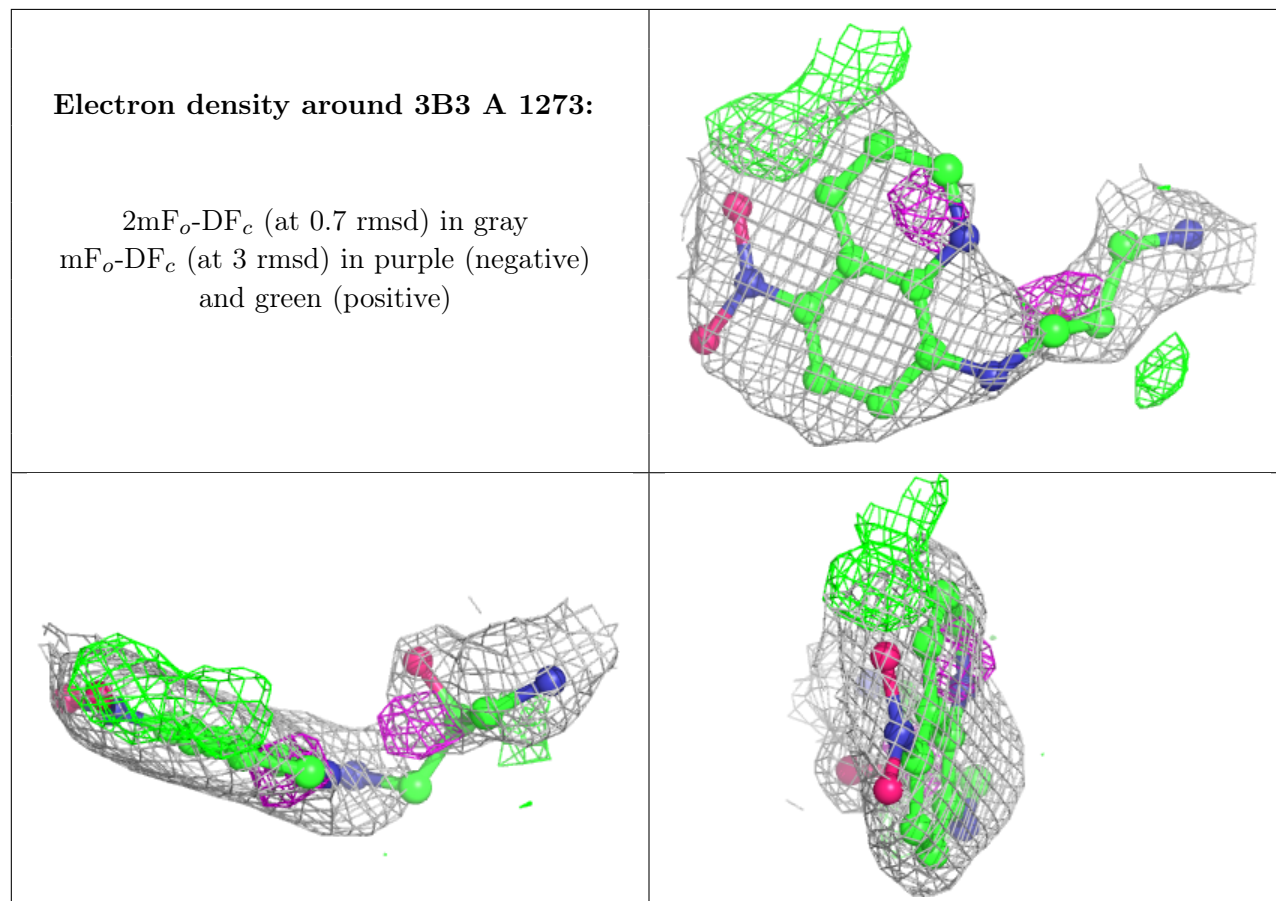 Electron density around 3B3 A 1273:
2mFₒ-DF𝒸 (at 0.7 rmsd) in gray
mFₒ-DF𝒸 (at 3 rmsd) in purple (negative)
and green (positive)